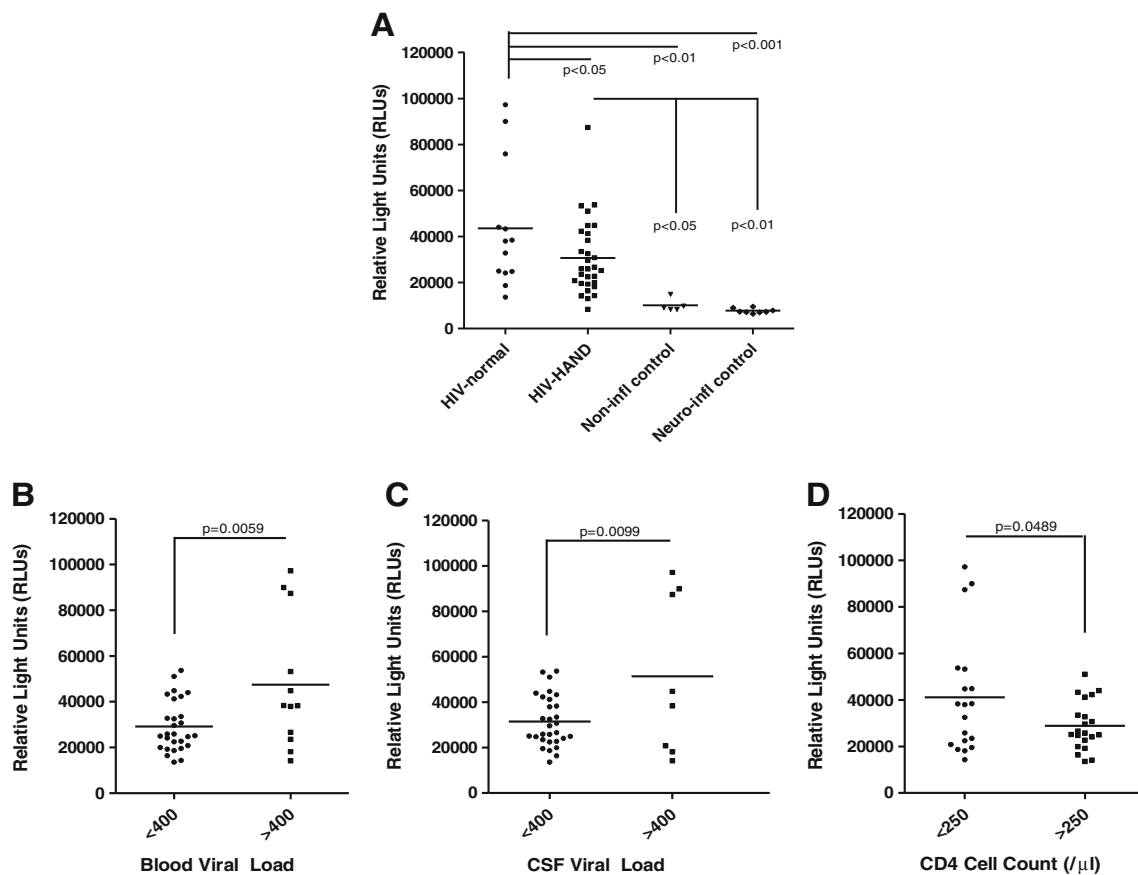 A
p<0.001
p<0.01
p<0.05
120000
100000
80000
60000
40000
20000
0
Relative Light Units (RLUs)
p<0.05
p<0.01
HIV-normal
HIV-HAND
Non-infl control
Neuro-infl control
B
p=0.0059
120000
100000
80000
60000
40000
20000
0
Relative Light Units (RLUs)
<400
>400
Blood Viral Load
C
p=0.0099
120000
100000
80000
60000
40000
20000
0
Relative Light Units (RLUs)
<400
>400
CSF Viral Load
D
p=0.0489
120000
100000
80000
60000
40000
20000
0
Relative Light Units (RLUs)
<250
>250
CD4 Cell Count (/μl)